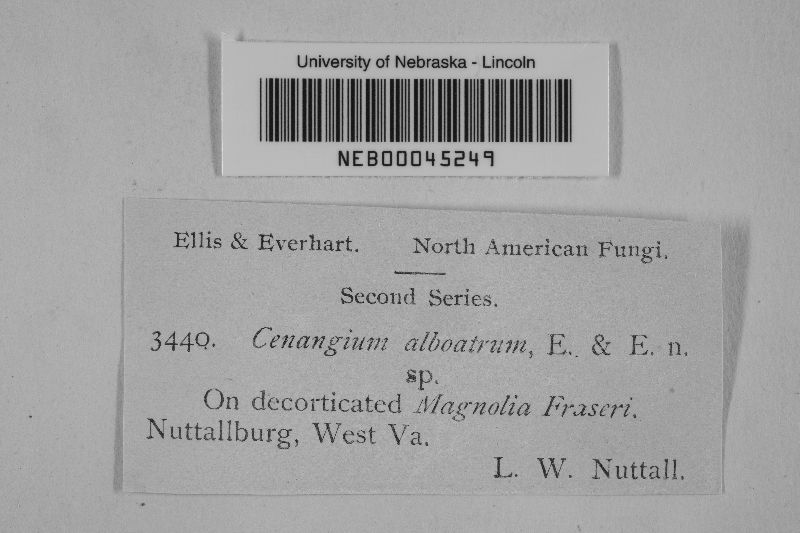 University of Nebraska - Lincoln
NEB00045249
Ellis & Everhart. North American Fungi.
Second Series.
3440. Cenangium alboatrum, E. & E. n.
sp.
On decorticated Magnolia Fraseri.
Nuttallburg, West Va.
L. W. Nuttall.